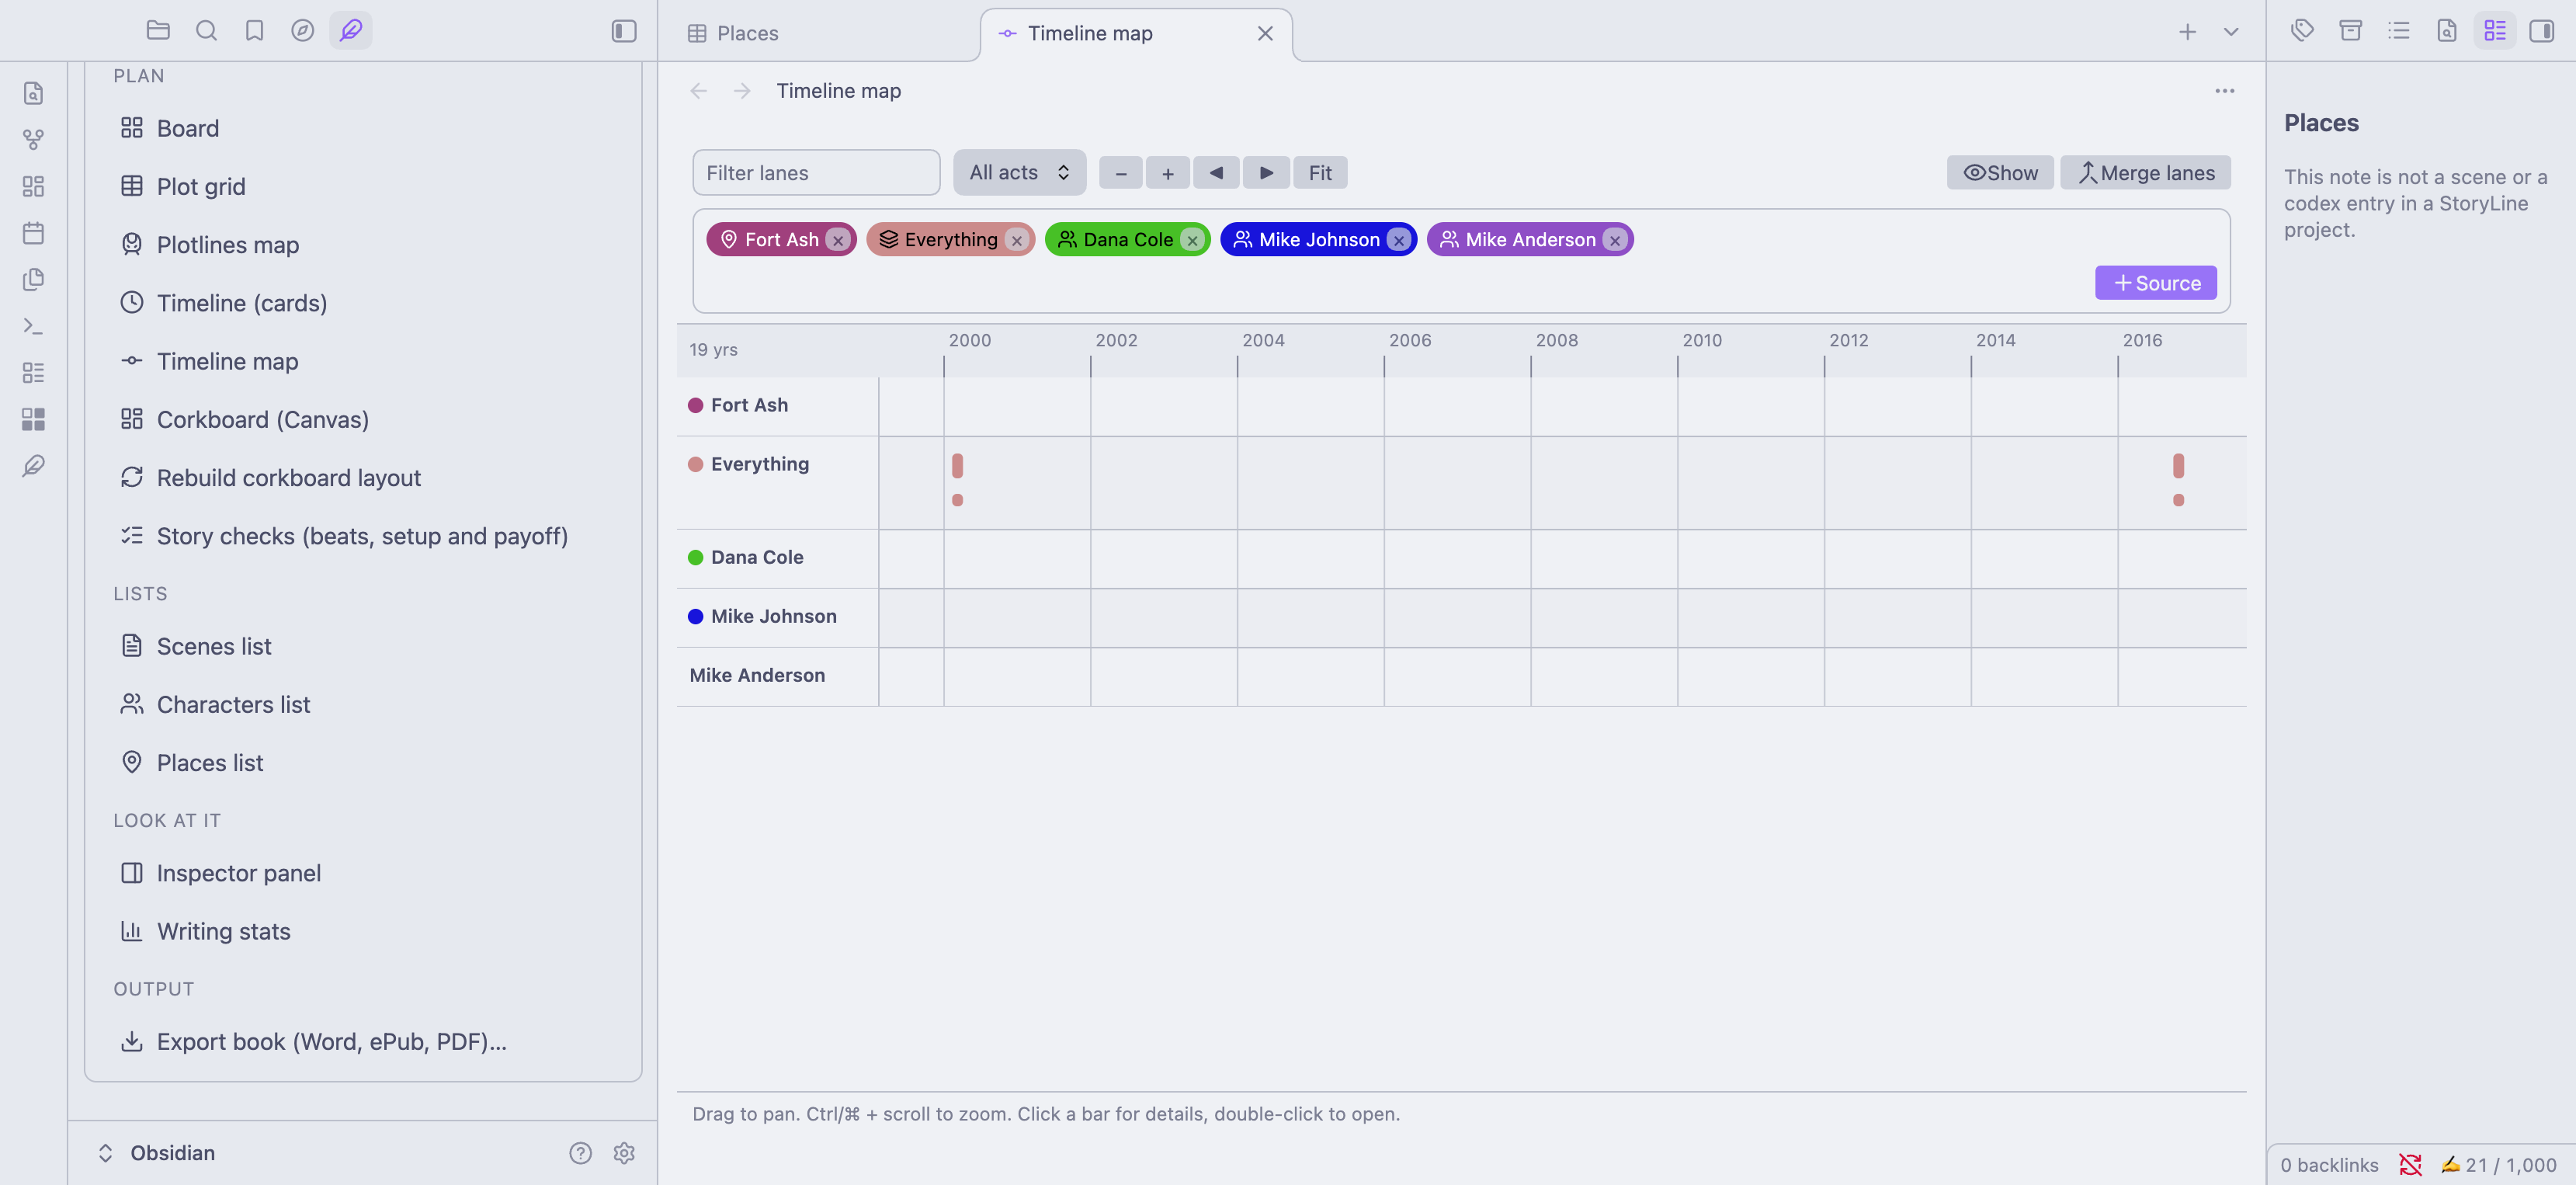 Places
Timeline map
PLAN
Board
Plot grid
Plotlines map
Timeline (cards)
Timeline map
Corkboard (Canvas)
Rebuild corkboard layout
Story checks (beats, setup and payoff)
LISTS
Scenes list
Characters list
Places list
LOOK AT IT
Inspector panel
Writing stats
OUTPUT
Export book (Word, ePub, PDF)...
Obsidian
Timeline map
Filter lanes All acts − + ◀ ▶ Fit Show Merge lanes
Fort Ash × Everything × Dana Cole × Mike Johnson × Mike Anderson ×
+ Source
19 yrs 2000 2002 2004 2006 2008 2010 2012 2014 2016
Fort Ash
Everything
Dana Cole
Mike Johnson
Mike Anderson
Drag to pan. Ctrl/⌘ + scroll to zoom. Click a bar for details, double-click to open.
Places
This note is not a scene or a
codex entry in a StoryLine
project.
0 backlinks ✍️ 21 / 1,000